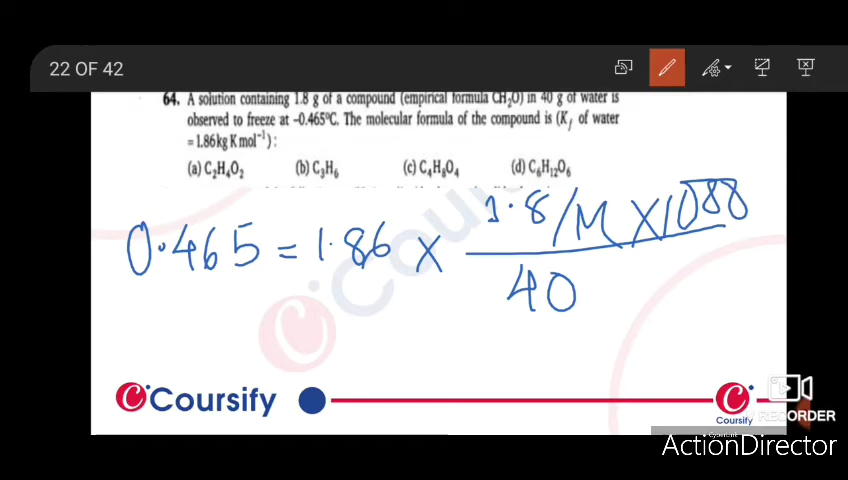 22 OF 42
64. A solution containing 1.8 g of a compound (empirical formula CH₂O) in 40 g of water is
observed to freeze at –0.465°C. The molecular formula of the compound is (K_f of water
= 1.86 kg K mol⁻¹) :
(a) C₂H₄O₂ (b) C₃H₆ (c) C₄H₈O₄ (d) C₆H₁₂O₆
1.8/M × 1000
0.465 = 1.86 ×
40
Coursify
Coursify
RECORDER
ActionDirector